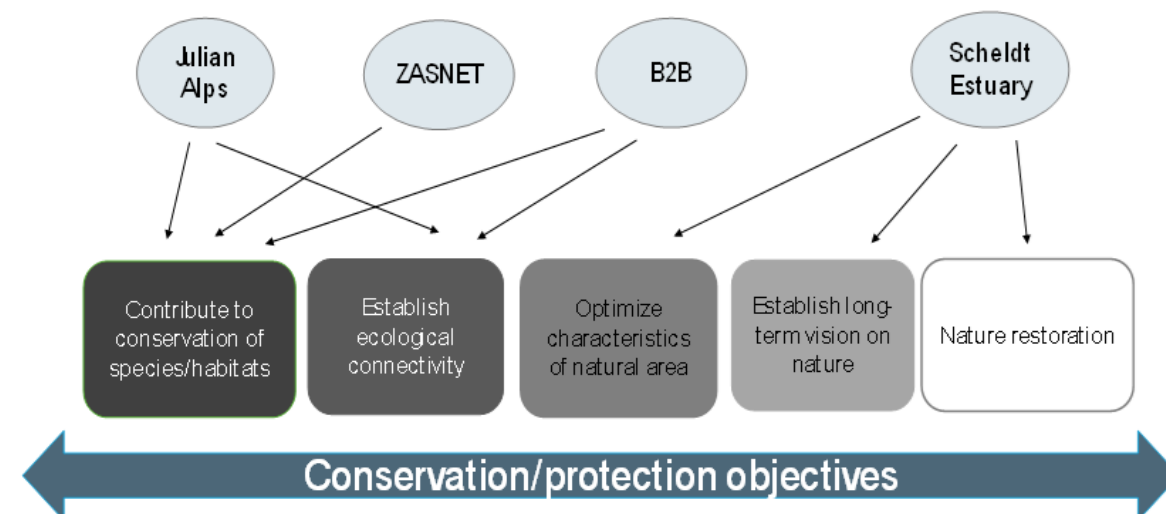 Julian
Alps
ZASNET
B2B
Scheldt
Estuary
Contribute to
conservation of
species/habitats
Establish
ecological
connectivity
Optimize
characteristics
of natural area
Establish long-
term vision on
nature
Nature restoration
Conservation/protection objectives